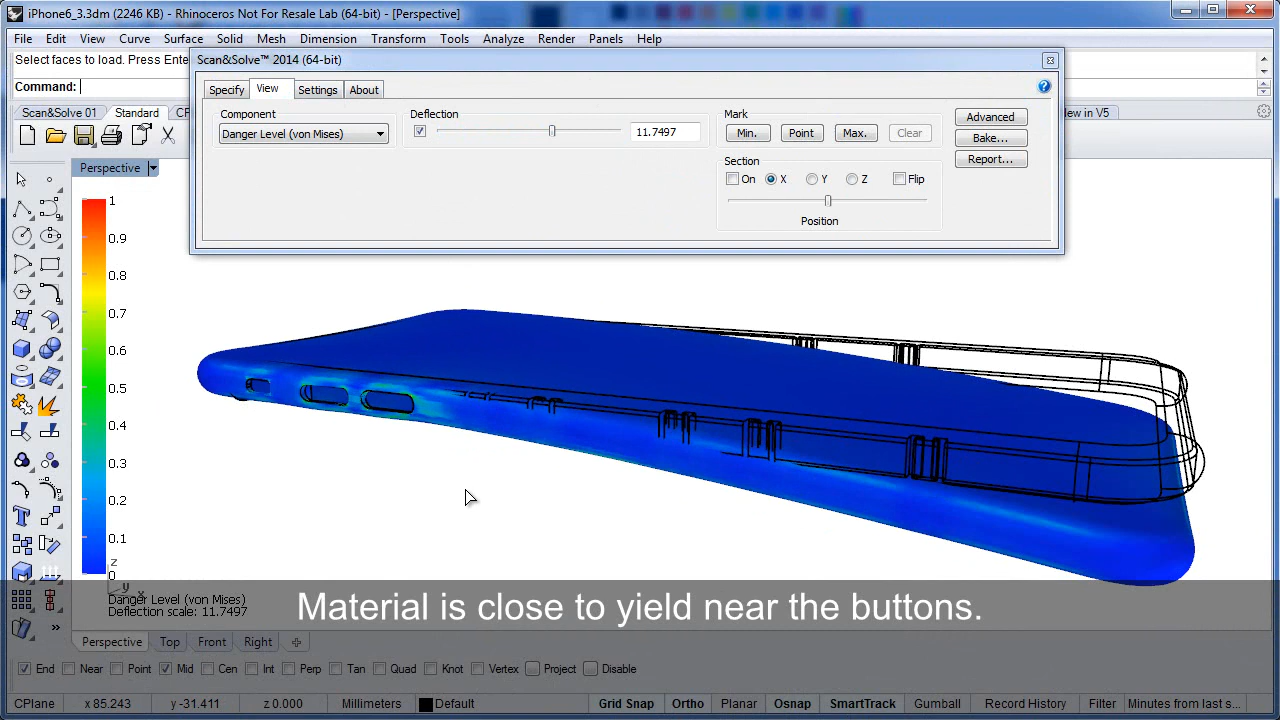 iPhone6_3.3dm (2246 KB) - Rhinoceros Not For Resale Lab (64-bit) - [Perspective]
File Edit View Curve Surface Solid Mesh Dimension Transform Tools Analyze Render Panels Help
Select faces to load. Press Ente
Command:
Scan&Solve™ 2014 (64-bit)
Specify View Settings About
Component
Danger Level (von Mises)
Deflection
11.7497
Mark
Min. Point Max. Clear
Section
On X Y Z Flip
Position
Advanced
Bake...
Report...
Scan&Solve 01 Standard view in V5
Perspective
1
0.9
0.8
0.7
0.6
0.5
0.4
0.3
0.2
0.1
0
z
y
x
Danger Level (von Mises)
Deflection scale: 11.7497
Material is close to yield near the buttons.
Perspective Top Front Right
End Near Point Mid Cen Int Perp Tan Quad Knot Vertex Project Disable
CPlane x 85.243 y -31.411 z 0.000 Millimeters Default Grid Snap Ortho Planar Osnap SmartTrack Gumball Record History Filter Minutes from last s...